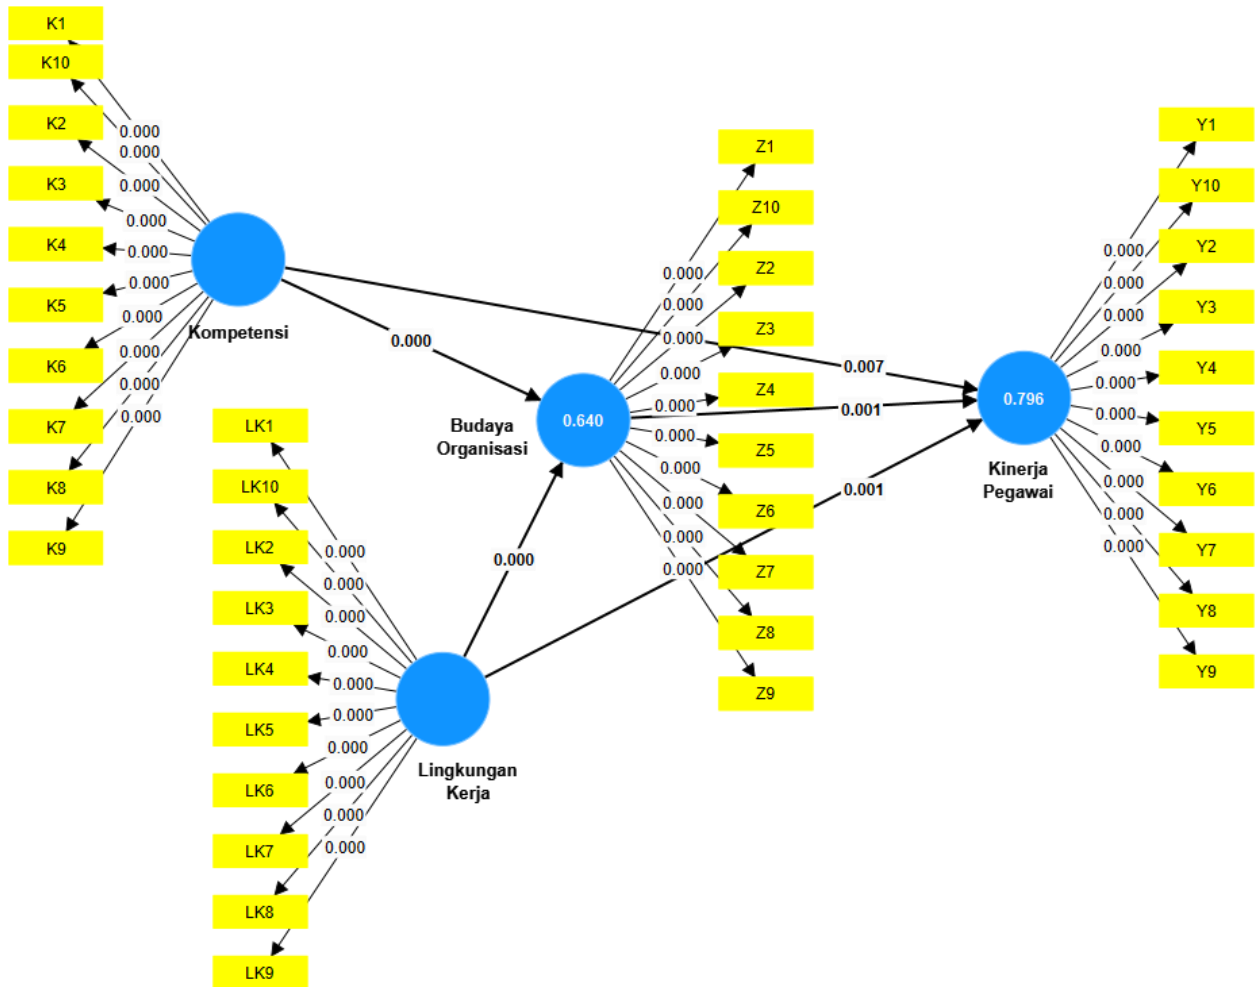 K1
K10
K2
K3
K4
K5
K6
K7
K8
K9
0.000
0.000
0.000
0.000
0.000
0.000
0.000
0.000
0.000
0.000
Kompetensi
LK1
LK10
LK2
LK3
LK4
LK5
LK6
LK7
LK8
LK9
0.000
0.000
0.000
0.000
0.000
0.000
0.000
0.000
0.000
0.000
Lingkungan
Kerja
0.000
0.000
Budaya
Organisasi
0.640
0.000
0.000
0.000
0.000
0.000
0.000
0.000
0.000
0.000
0.000
Z1
Z10
Z2
Z3
Z4
Z5
Z6
Z7
Z8
Z9
0.007
0.001
0.001
0.796
Kinerja
Pegawai
0.000
0.000
0.000
0.000
0.000
0.000
0.000
0.000
0.000
0.000
Y1
Y10
Y2
Y3
Y4
Y5
Y6
Y7
Y8
Y9